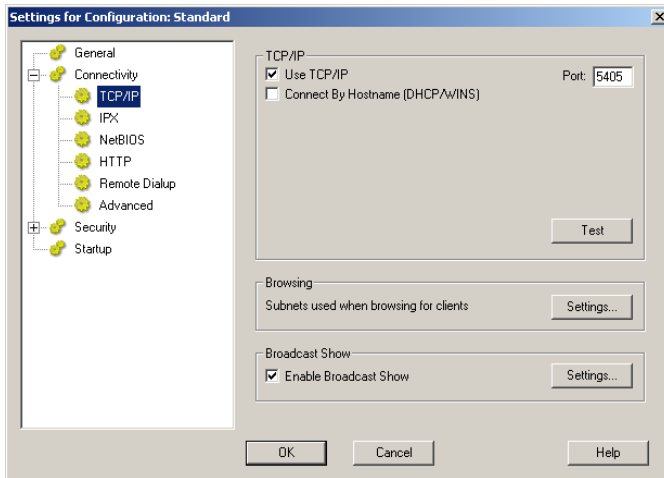 Settings for Configuration: Standard
General
Connectivity
TCP/IP
IPX
NetBIOS
HTTP
Remote Dialup
Advanced
Security
Startup
TCP/IP
Use TCP/IP
Port: 5405
Connect By Hostname (DHCP/WINS)
Test
Browsing
Subnets used when browsing for clients
Settings...
Broadcast Show
Enable Broadcast Show
Settings...
OK
Cancel
Help